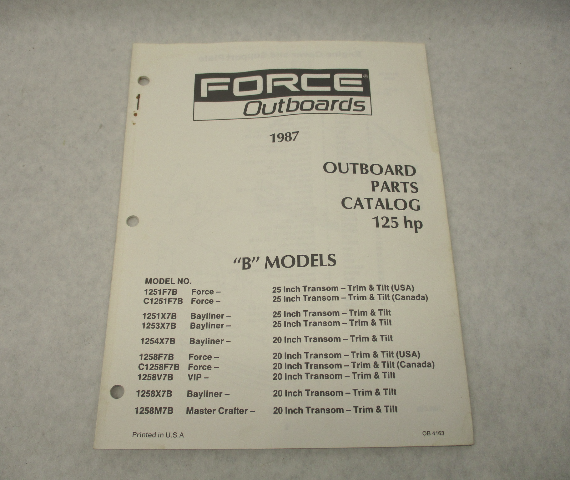 FORCE®
Outboards
1987
OUTBOARD
PARTS
CATALOG
125 hp
"B" MODELS
MODEL NO.
1251F7B Force – 25 Inch Transom – Trim & Tilt (USA)
C1251F7B Force – 25 Inch Transom – Trim & Tilt (Canada)
1251X7B Bayliner – 25 Inch Transom – Trim & Tilt
1253X7B Bayliner – 25 Inch Transom – Trim & Tilt
1254X7B Bayliner – 20 Inch Transom – Trim & Tilt
1258F7B Force – 20 Inch Transom – Trim & Tilt (USA)
C1258F7B Force – 20 Inch Transom – Trim & Tilt (Canada)
1258V7B VIP – 20 Inch Transom – Trim & Tilt
1258X7B Bayliner – 20 Inch Transom – Trim & Tilt
1258M7B Master Crafter – 20 Inch Transom – Trim & Tilt
Printed in U.S.A.